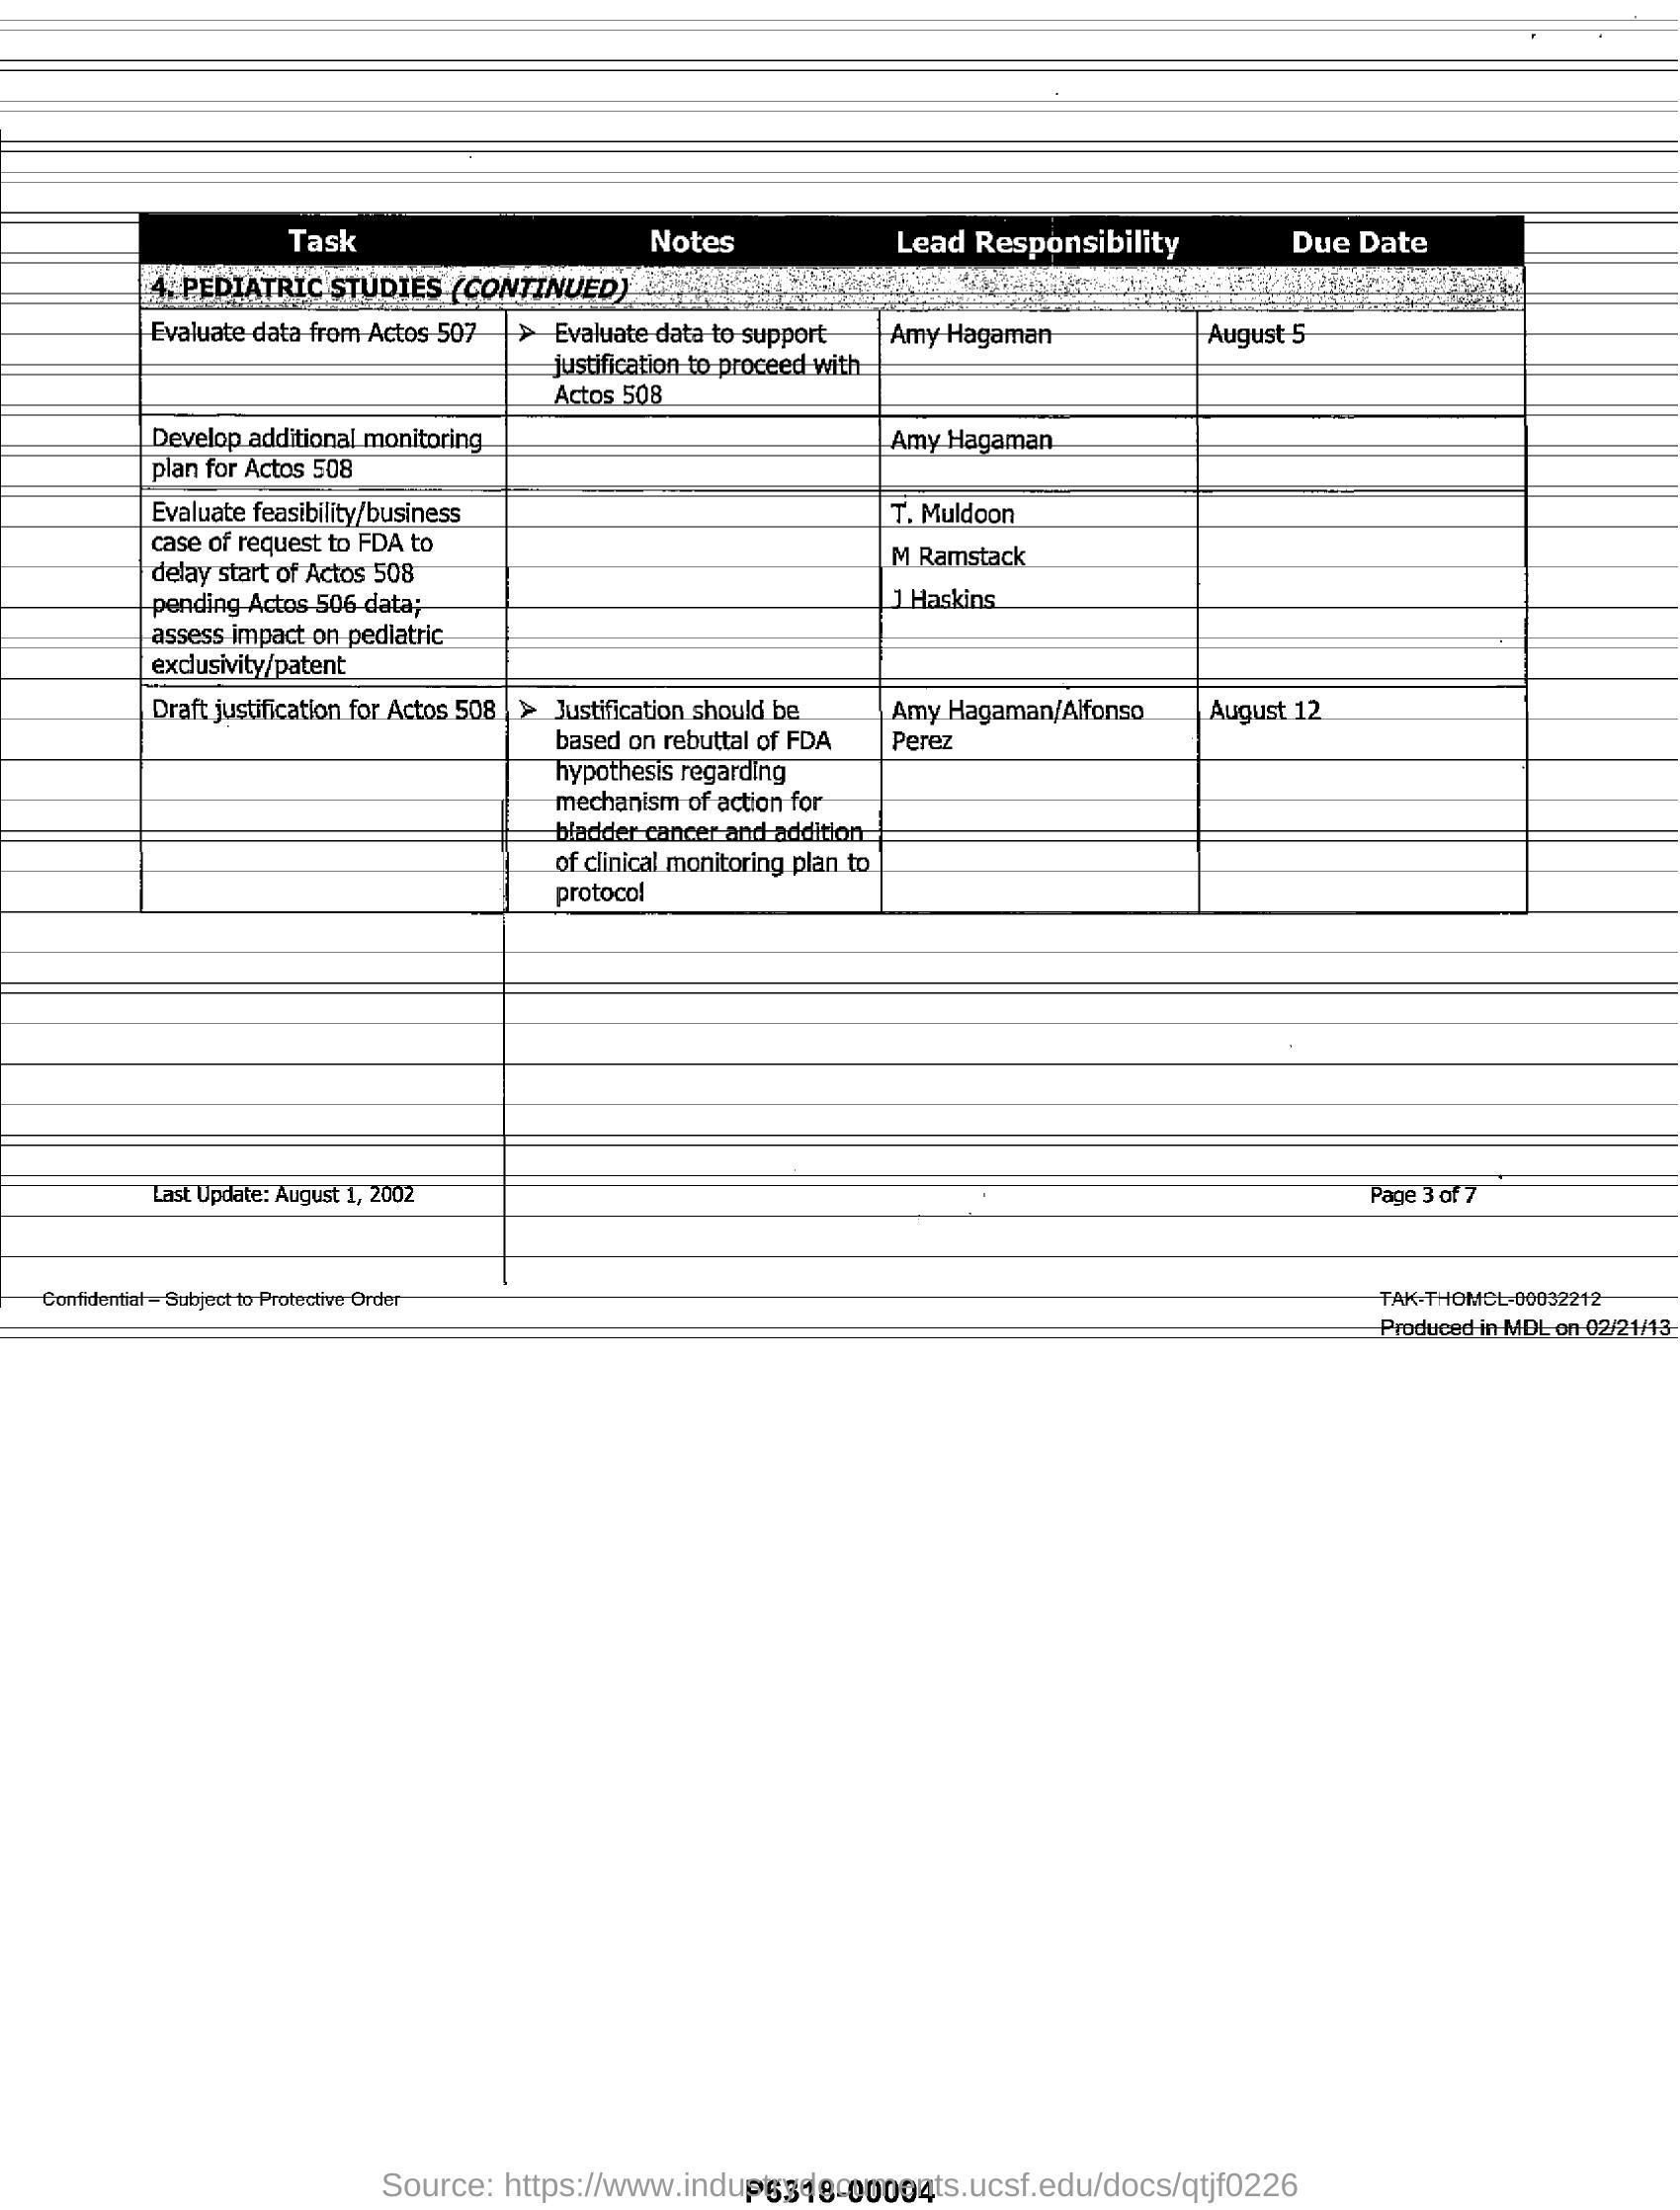 Task Notes Lead Responsibility Due Date
4. PEDIATRIC STUDIES (CONTINUED)
Evaluate data from Actos 507
➢ Evaluate data to support
justification to proceed with
Actos 508
Amy Hagaman
August 5
Develop additional monitoring
plan for Actos 508
Amy Hagaman
Evaluate feasibility/business
case of request to FDA to
delay start of Actos 508
pending Actos 506 data;
assess impact on pediatric
exclusivity/patent
T. Muldoon
M Ramstack
J Haskins
Draft justification for Actos 508
➢ Justification should be
based on rebuttal of FDA
hypothesis regarding
mechanism of action for
bladder cancer and addition
of clinical monitoring plan to
protocol
Amy Hagaman/Alfonso
Perez
August 12
Last Update: August 1, 2002
Page 3 of 7
Confidential – Subject to Protective Order
TAK-THOMCL-00032212
Produced in MDL on 02/21/13
Source: https://www.industrydocuments.ucsf.edu/docs/qtjf0226